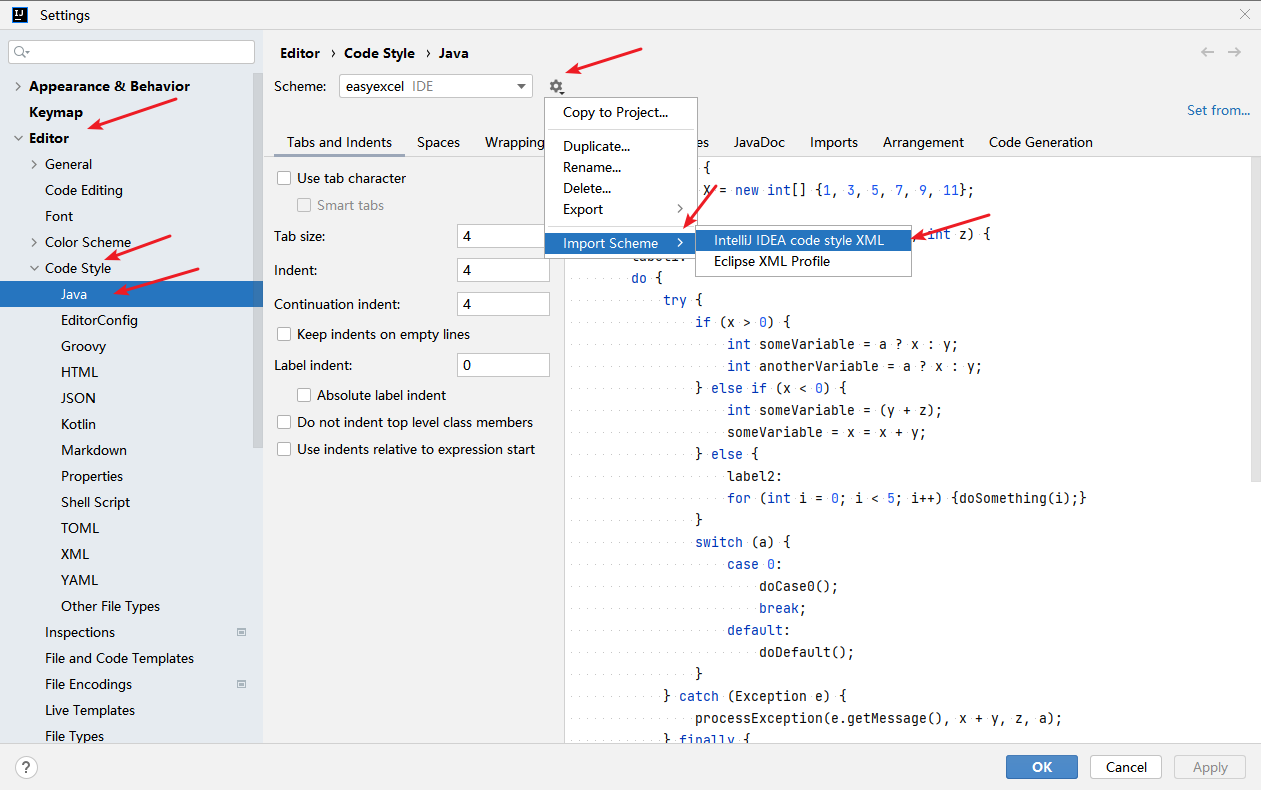 Settings
Appearance & Behavior
Keymap
Editor
General
Code Editing
Font
Color Scheme
Code Style
Java
EditorConfig
Groovy
HTML
JSON
Kotlin
Markdown
Properties
Shell Script
TOML
XML
YAML
Other File Types
Inspections
File and Code Templates
File Encodings
Live Templates
File Types
Editor › Code Style › Java
Scheme: easyexcel IDE
Set from...
Tabs and Indents Spaces Wrapping es JavaDoc Imports Arrangement Code Generation
Copy to Project...
Duplicate...
Rename...
Delete...
Export
Import Scheme
IntelliJ IDEA code style XML
Eclipse XML Profile
Use tab character
Smart tabs
Tab size: 4
Indent: 4
Continuation indent: 4
Keep indents on empty lines
Label indent: 0
Absolute label indent
Do not indent top level class members
Use indents relative to expression start
{
X = new int[] {1, 3, 5, 7, 9, 11};
int z) {
label1:
do {
try {
if (x > 0) {
int someVariable = a ? x : y;
int anotherVariable = a ? x : y;
} else if (x < 0) {
int someVariable = (y + z);
someVariable = x = x + y;
} else {
label2:
for (int i = 0; i < 5; i++) {doSomething(i);}
}
switch (a) {
case 0:
doCase0();
break;
default:
doDefault();
}
} catch (Exception e) {
processException(e.getMessage(), x + y, z, a);
} finally {
? OK Cancel Apply